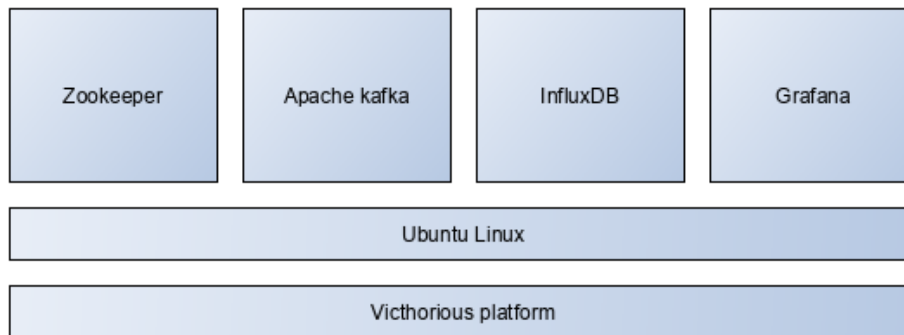 Zookeeper
Apache kafka
InfluxDB
Grafana
Ubuntu Linux
Victhorious platform